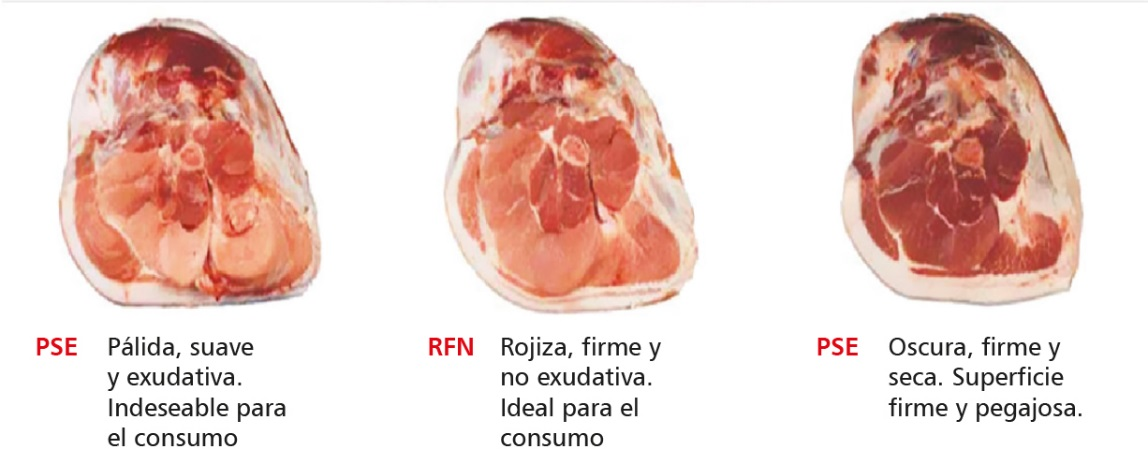 PSE Pálida, suave
y exudativa.
Indeseable para
el consumo
RFN Rojiza, firme y
no exudativa.
Ideal para el
consumo
PSE Oscura, firme y
seca. Superficie
firme y pegajosa.